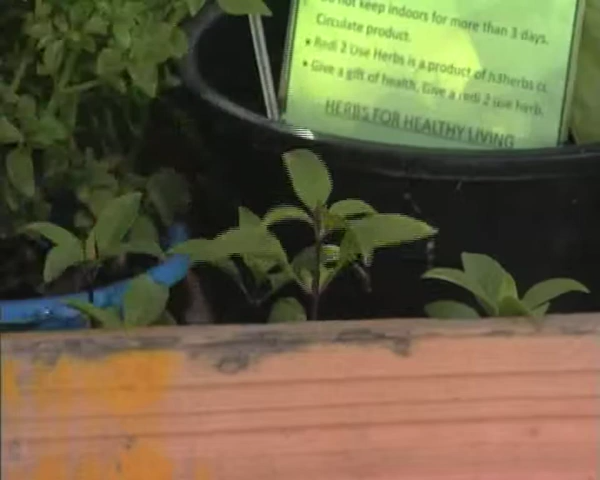 not keep indoors for more than 3 days.
Circulate product.
• Redi 2 Use Herbs is a product of h3herbs
• Give a gift of health. Give a redi 2 use herb.
HERBS FOR HEALTHY LIVING